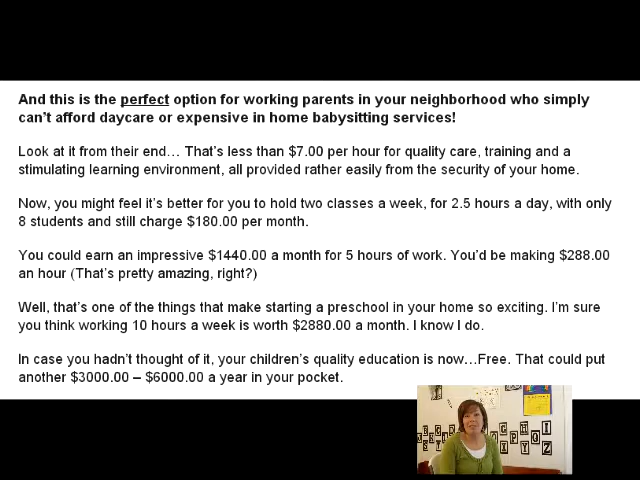 And this is the perfect option for working parents in your neighborhood who simply
can't afford daycare or expensive in home babysitting services!
Look at it from their end… That's less than $7.00 per hour for quality care, training and a
stimulating learning environment, all provided rather easily from the security of your home.
Now, you might feel it's better for you to hold two classes a week, for 2.5 hours a day, with only
8 students and still charge $180.00 per month.
You could earn an impressive $1440.00 a month for 5 hours of work. You'd be making $288.00
an hour (That's pretty amazing, right?)
Well, that's one of the things that make starting a preschool in your home so exciting. I'm sure
you think working 10 hours a week is worth $2880.00 a month. I know I do.
In case you hadn't thought of it, your children's quality education is now…Free. That could put
another $3000.00 – $6000.00 a year in your pocket.